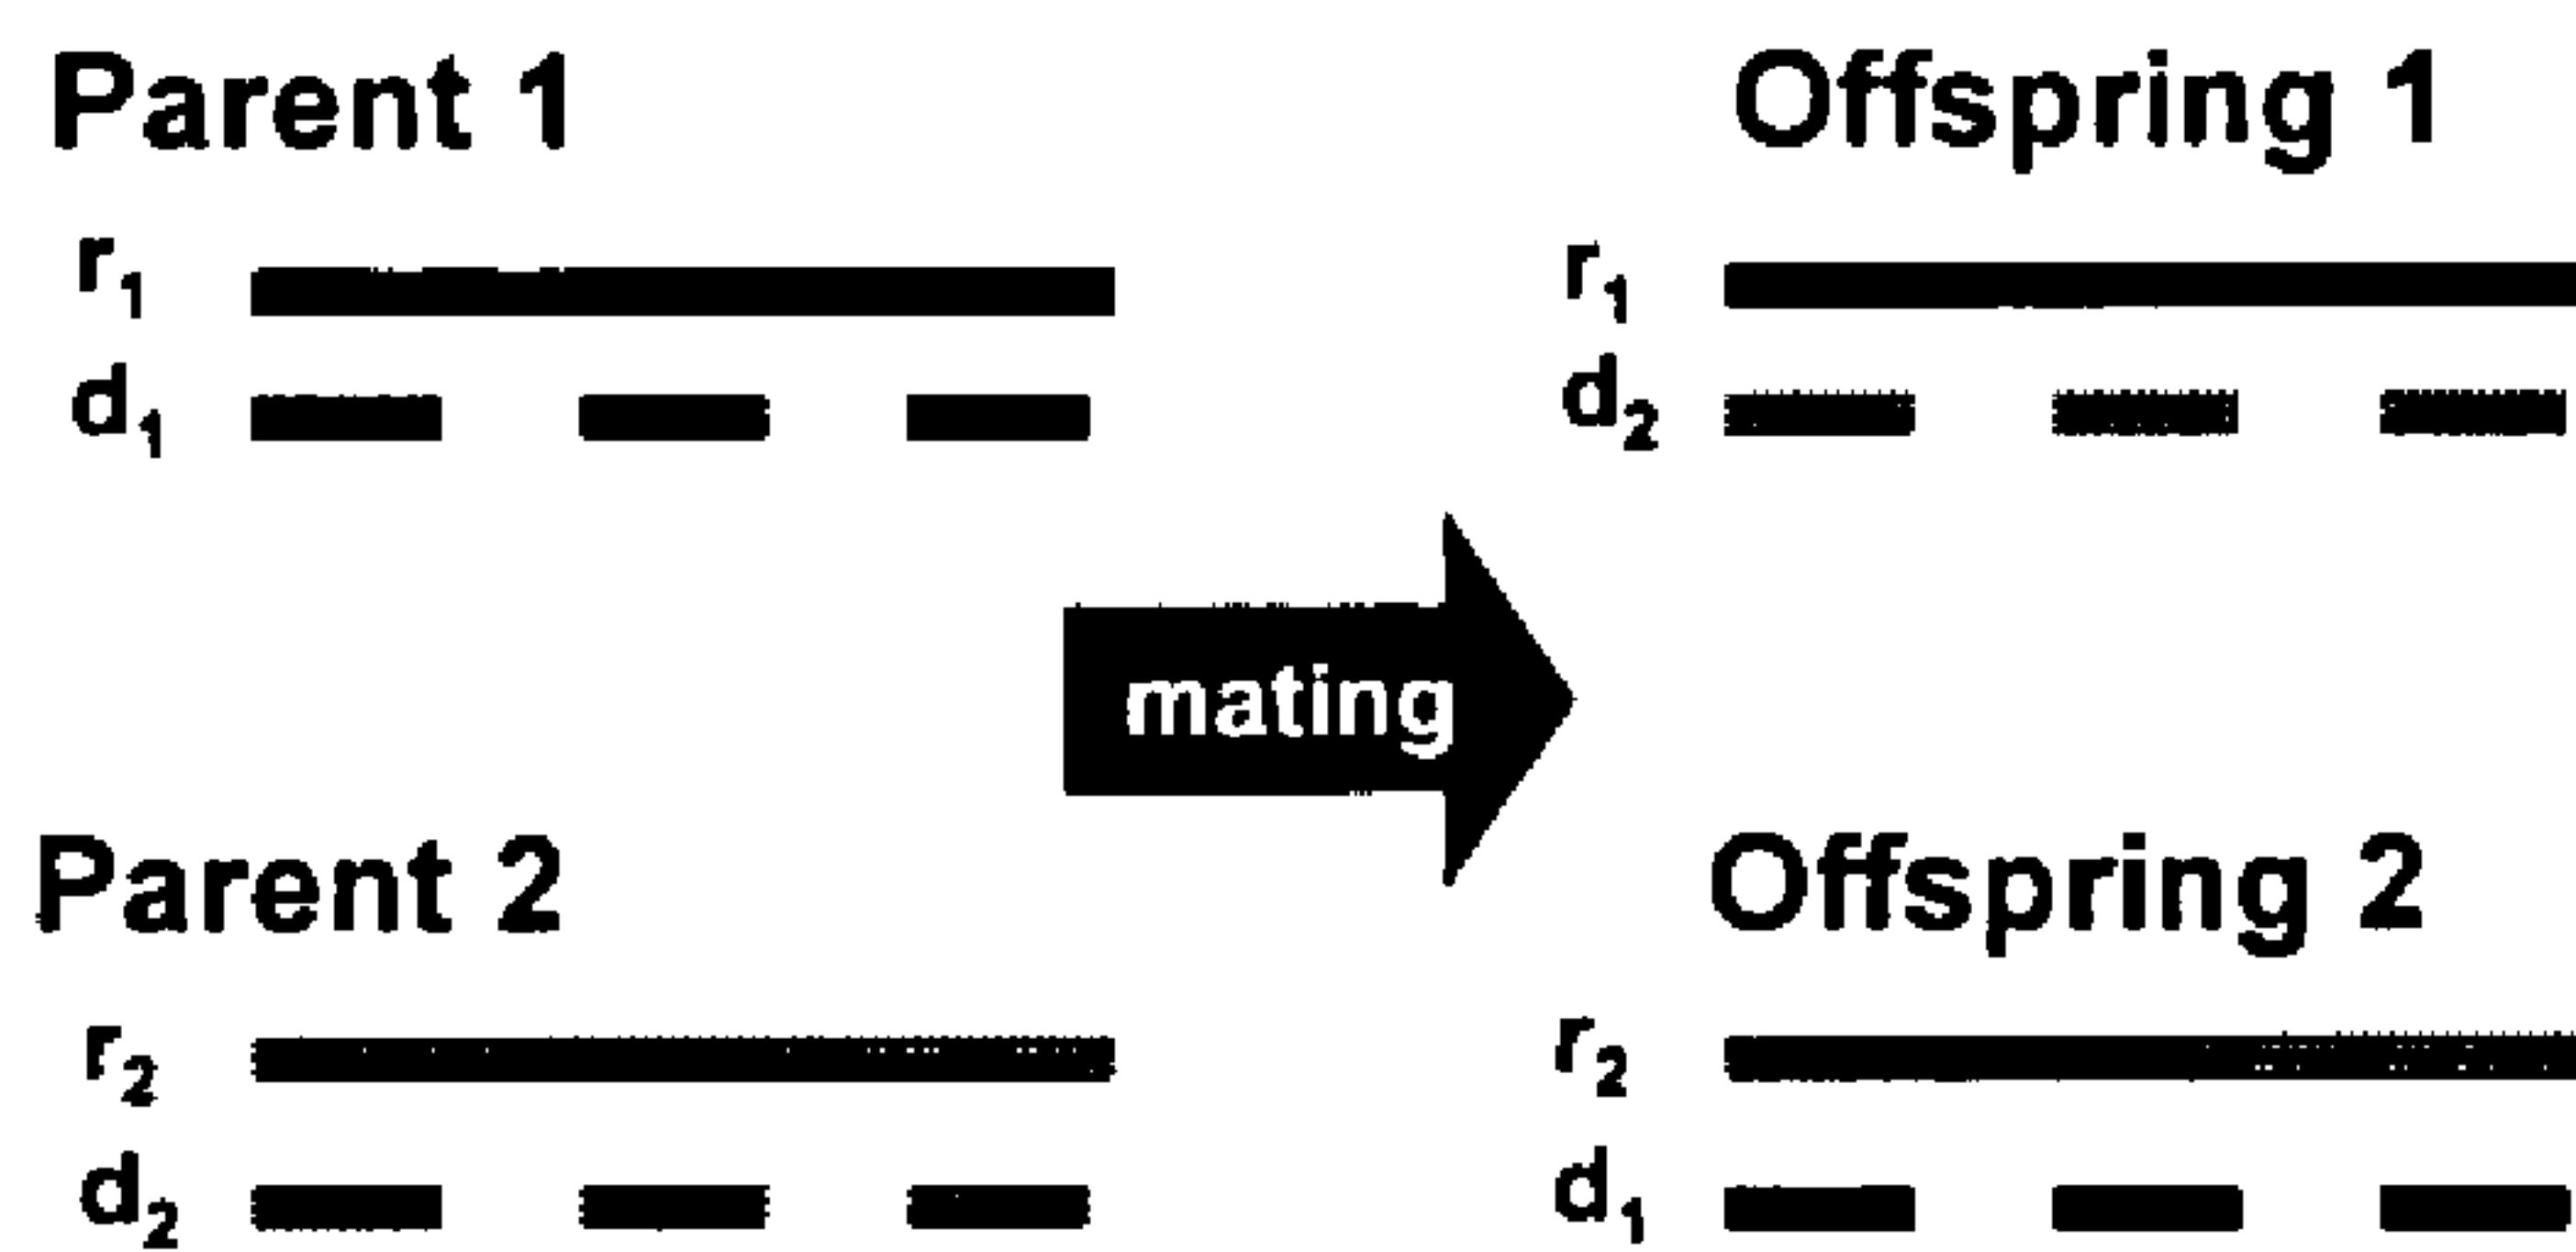 Parent 1
r₁
d₁
Offspring 1
r₁
d₂
mating
Parent 2
r₂
d₂
Offspring 2
r₂
d₁